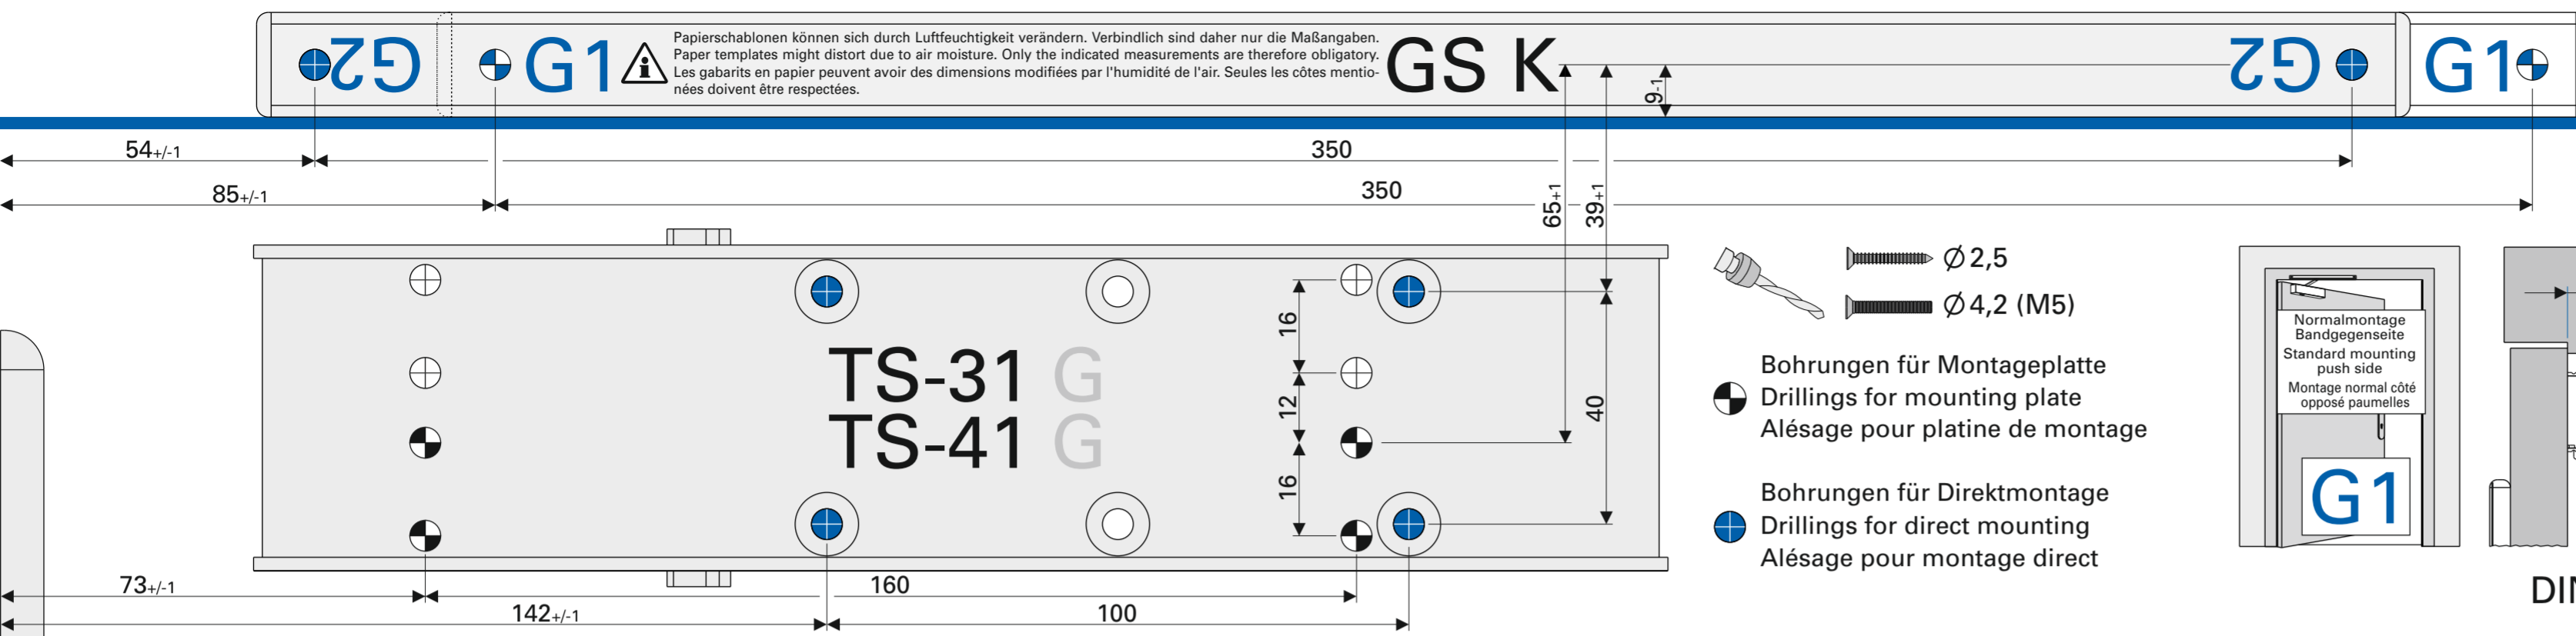 G2
G1
Papierschablonen können sich durch Luftfeuchtigkeit verändern. Verbindlich sind daher nur die Maßangaben.
Paper templates might distort due to air moisture. Only the indicated measurements are therefore obligatory.
Les gabarits en papier peuvent avoir des dimensions modifiées par l'humidité de l'air. Seules les côtes mentio-
nées doivent être respectées.
GS K
9-1
G2
G1
54+/-1
350
85+/-1
350
65+1
39+1
16
12
16
40
TS-31 G
TS-41 G
73+/-1
160
142+/-1
100
Ø 2,5
Ø 4,2 (M5)
Bohrungen für Montageplatte
Drillings for mounting plate
Alésage pour platine de montage
Bohrungen für Direktmontage
Drillings for direct mounting
Alésage pour montage direct
Normalmontage
Bandgegenseite
Standard mounting
push side
Montage normal côté
opposé paumelles
G1